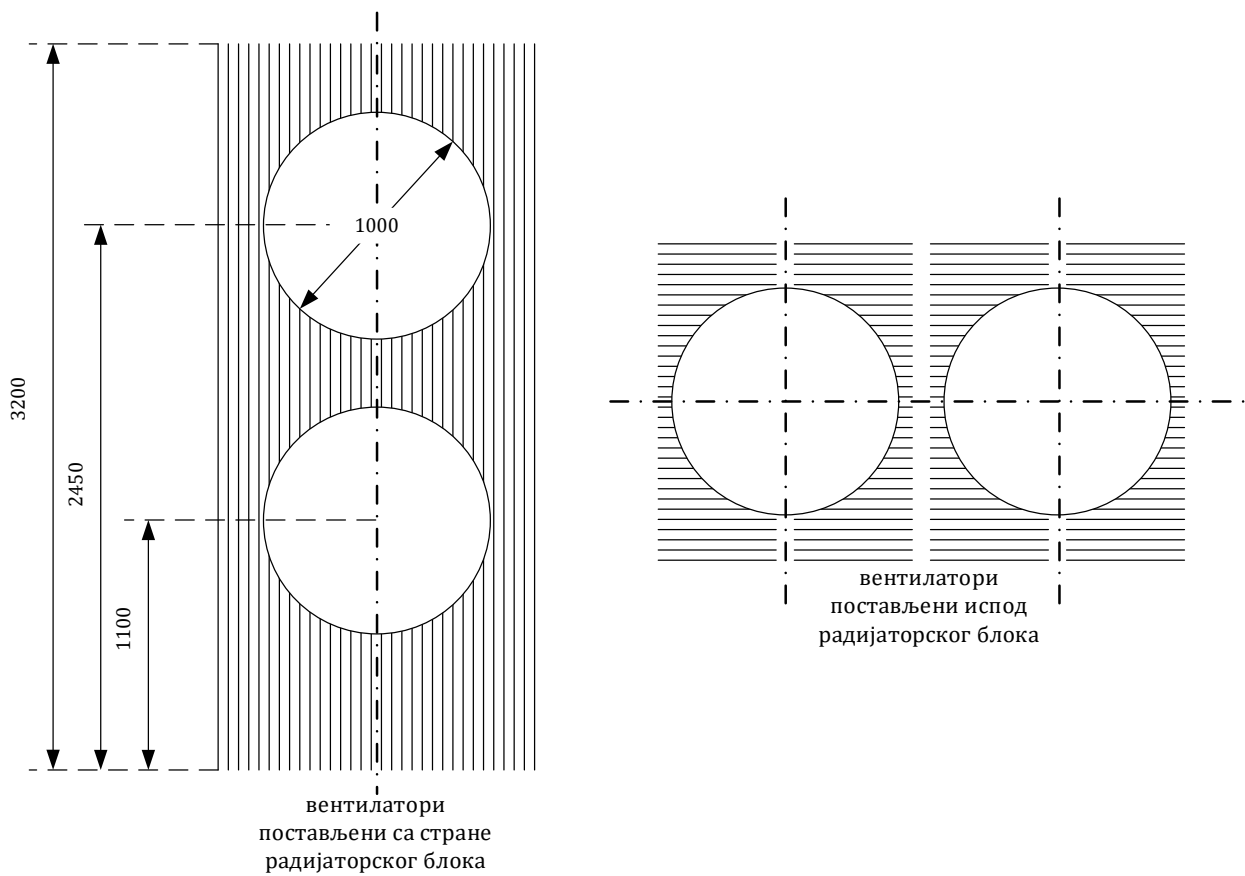 3200
2450
1100
1000
вентилатори
постављени са стране
радијаторског блока
вентилатори
постављени испод
радијаторског блока